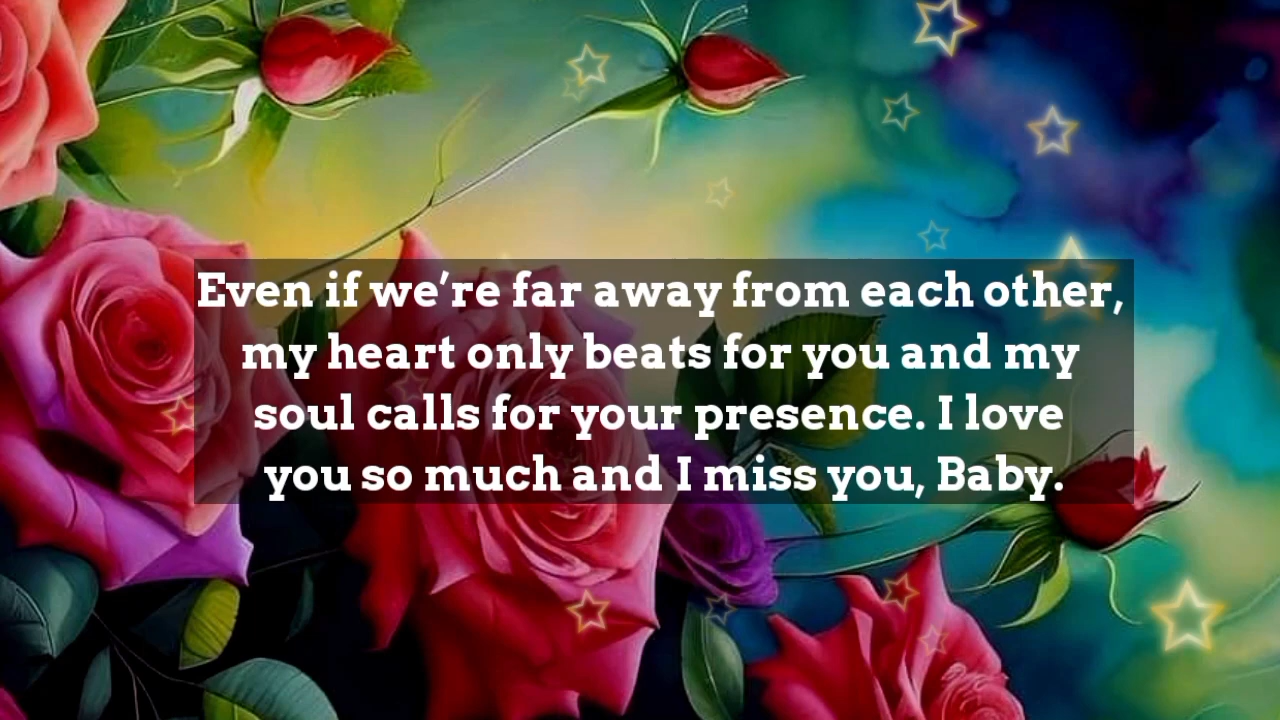 Even if we’re far away from each other,
my heart only beats for you and my
soul calls for your presence. I love
you so much and I miss you, Baby.